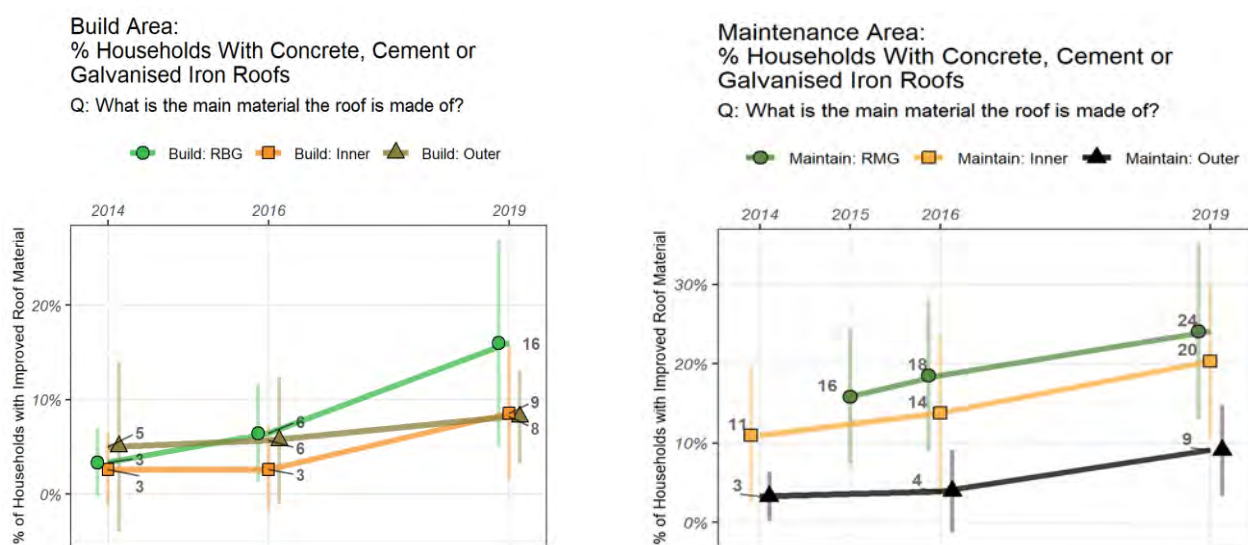 Build Area:
% Households With Concrete, Cement or
Galvanised Iron Roofs
Q: What is the main material the roof is made of?
Build: RBG Build: Inner Build: Outer
2014 2016 2019
% of Households with Improved Roof Material
20%
10%
0%
5
3
3
6
6
3
16
9
8
Maintenance Area:
% Households With Concrete, Cement or
Galvanised Iron Roofs
Q: What is the main material the roof is made of?
Maintain: RMG Maintain: Inner Maintain: Outer
2014 2015 2016 2019
% of Households with Improved Roof Material
30%
20%
10%
0%
16
18
24
11
14
20
3
4
9